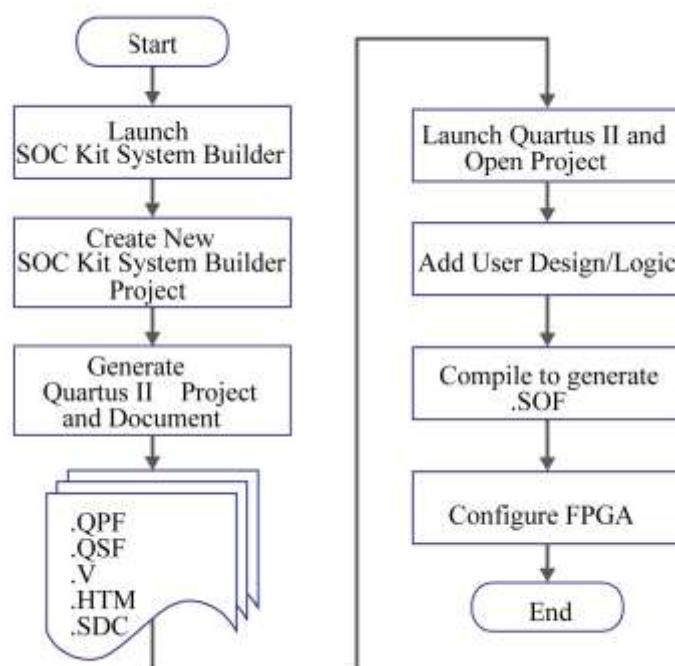 Start
Launch
SOC Kit System Builder
Create New
SOC Kit System Builder
Project
Generate
Quartus II Project
and Document
.QPF
.QSF
.V
.HTM
.SDC
Launch Quartus II and
Open Project
Add User Design/Logic
Compile to generate
.SOF
Configure FPGA
End